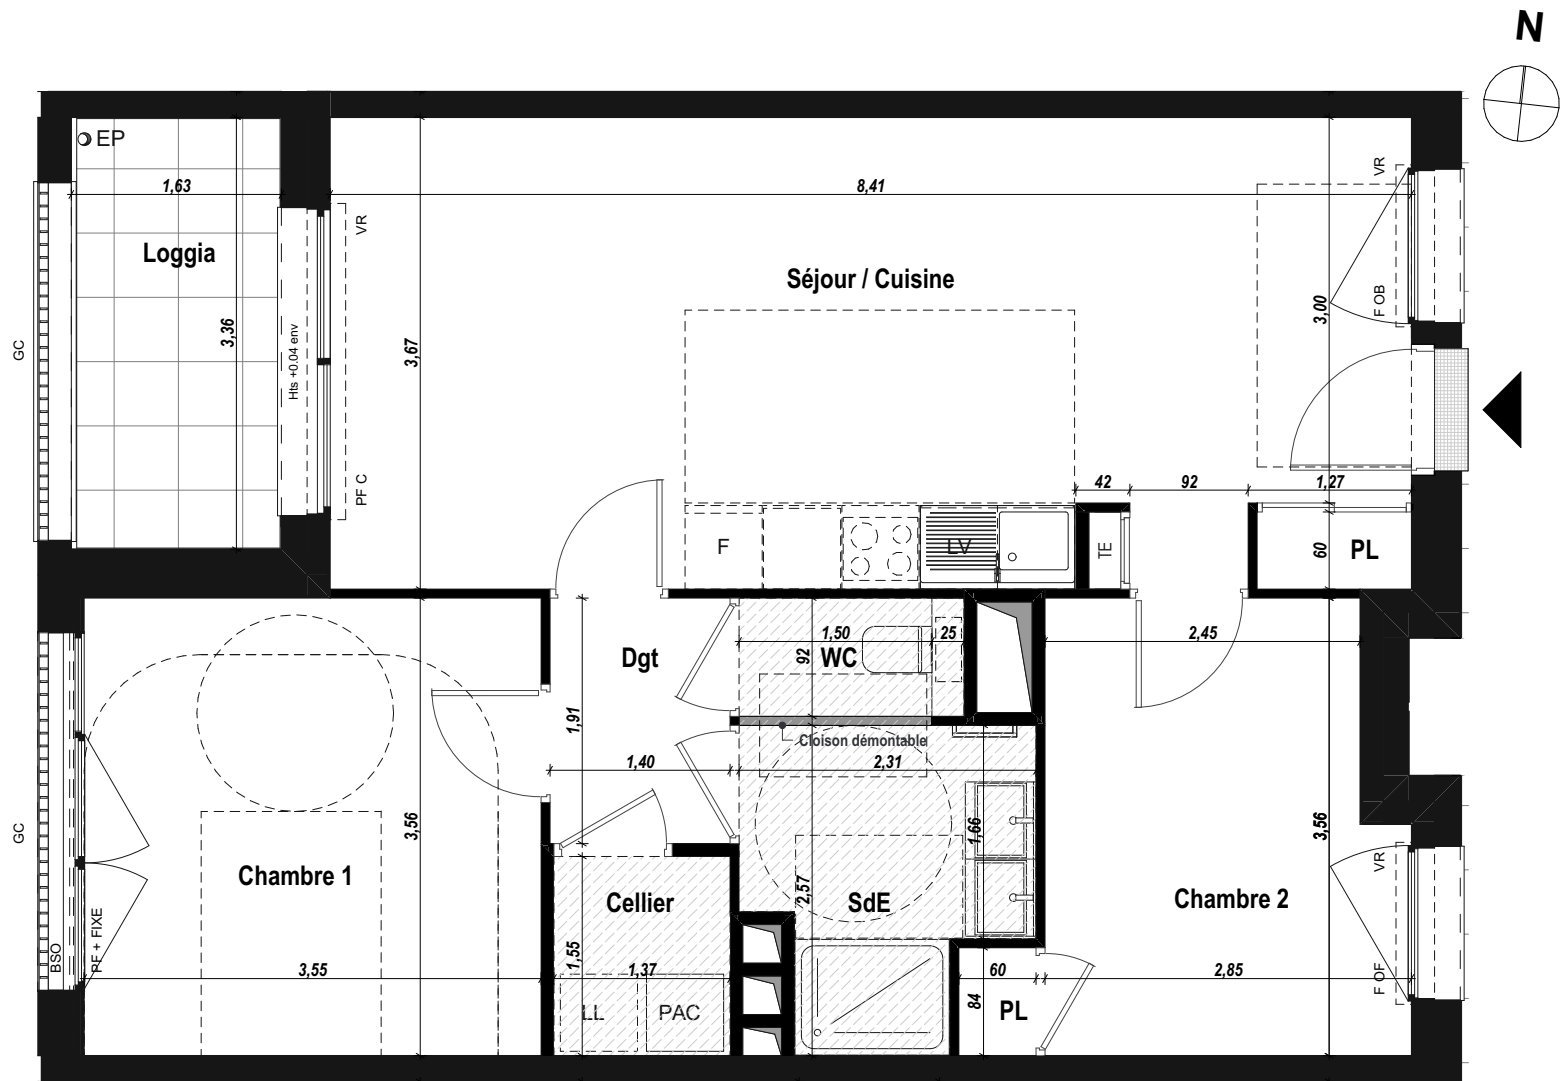 N
EP
1,63
8,41
VR
VR
Loggia
Séjour / Cuisine
3,36
3,67
Hts +0.04 env
3,00
F OB
GC
PF C
42
92
1,27
F
LV
TE
60
PL
1,50
25
2,45
Dgt
92
WC
1,91
Cloison démontable
1,40
2,31
GC
3,56
1,66
3,56
VR
Chambre 1
Cellier
2,57
SdE
Chambre 2
BSO
PF + FIXE
1,55
3,55
1,37
60
2,85
F OF
LL
PAC
84
PL